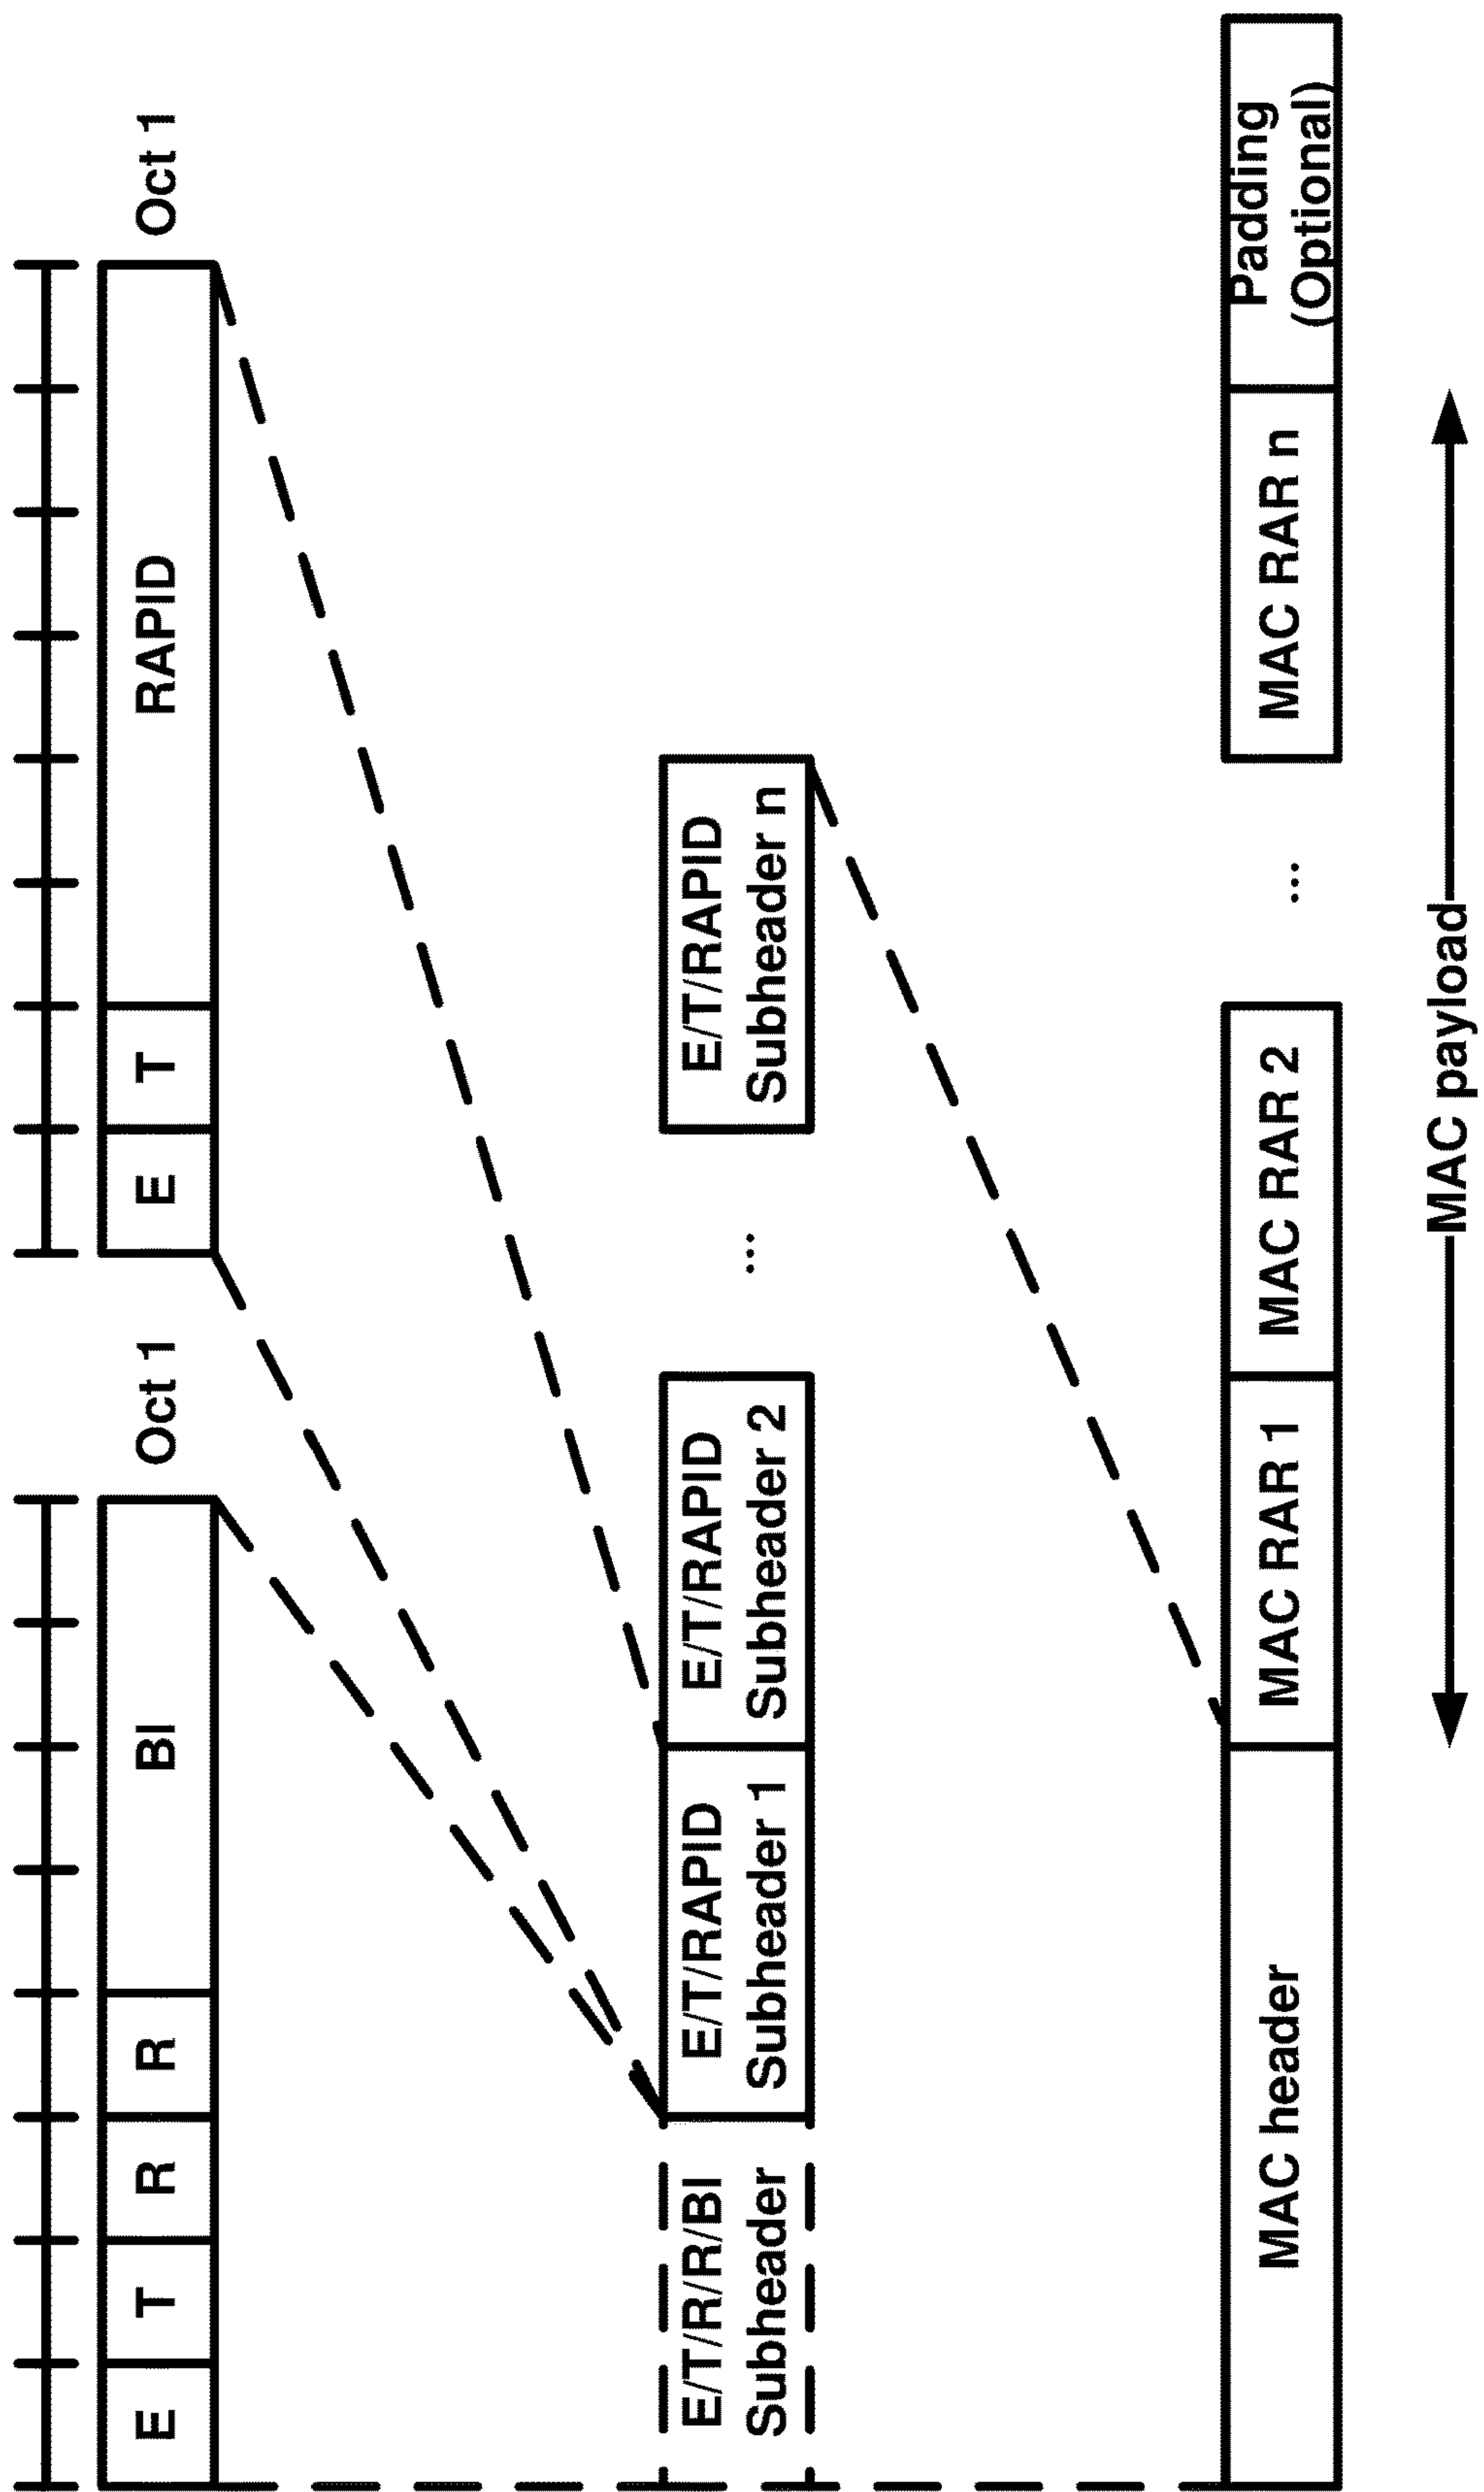 E T R R BI Oct 1 E T RAPID Oct 1
E/T/R/R/BI
Subheader
E/T/RAPID
Subheader 1
E/T/RAPID
Subheader 2
...
E/T/RAPID
Subheader n
MAC header
MAC RAR 1
MAC RAR 2
...
MAC RAR n
Padding
(Optional)
MAC payload